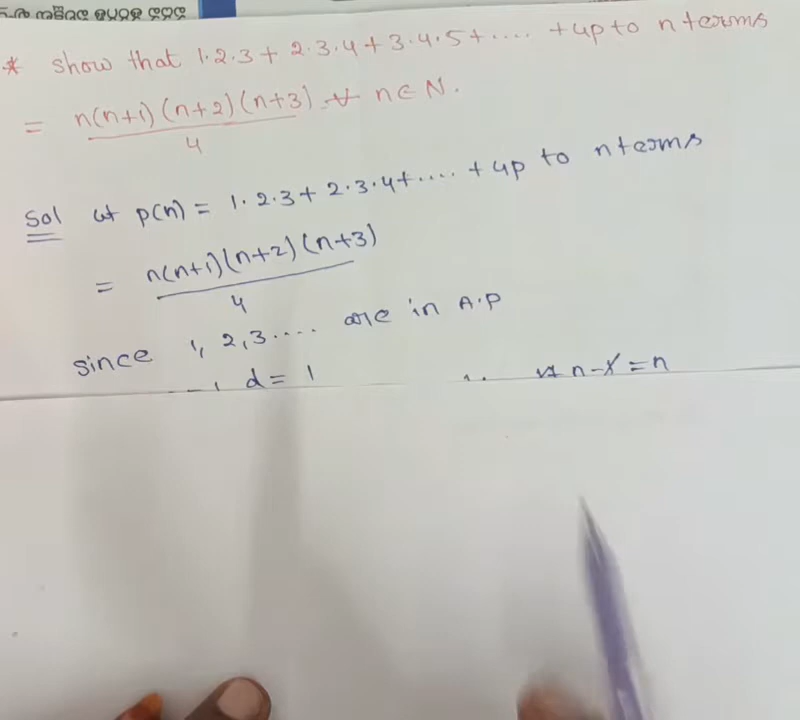 * show that 1·2·3 + 2·3·4 + 3·4·5 + .... + up to n terms
= n(n+1)(n+2)(n+3)/4 ∀ n∈N.
Sol let p(n) = 1·2·3 + 2·3·4 + .... + up to n terms
= n(n+1)(n+2)(n+3)/4
since 1, 2, 3 .... are in A.P
d = 1 n-1 = n